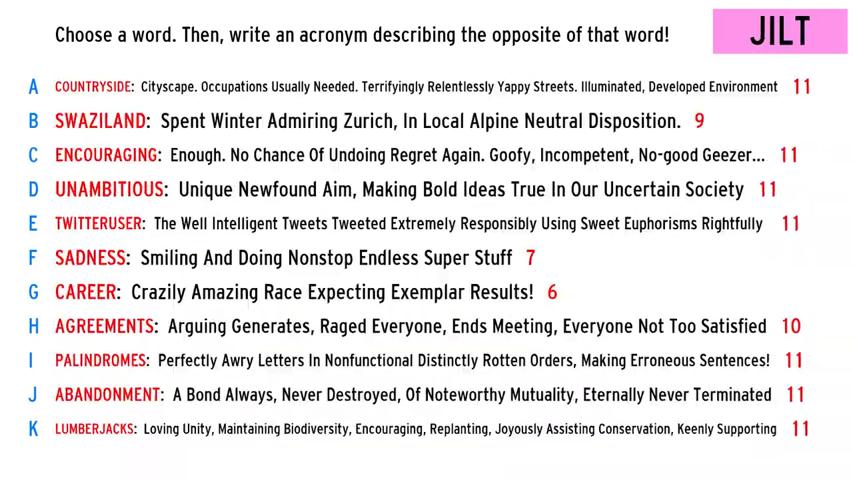 Choose a word. Then, write an acronym describing the opposite of that word!
JILT
A COUNTRYSIDE: Cityscape. Occupations Usually Needed. Terrifyingly Relentlessly Yappy Streets. Illuminated, Developed Environment 11
B SWAZILAND: Spent Winter Admiring Zurich, In Local Alpine Neutral Disposition. 9
C ENCOURAGING: Enough. No Chance Of Undoing Regret Again. Goofy, Incompetent, No-good Geezer... 11
D UNAMBITIOUS: Unique Newfound Aim, Making Bold Ideas True In Our Uncertain Society 11
E TWITTERUSER: The Well Intelligent Tweets Tweeted Extremely Responsibly Using Sweet Euphorisms Rightfully 11
F SADNESS: Smiling And Doing Nonstop Endless Super Stuff 7
G CAREER: Crazily Amazing Race Expecting Exemplar Results! 6
H AGREEMENTS: Arguing Generates, Raged Everyone, Ends Meeting, Everyone Not Too Satisfied 10
I PALINDROMES: Perfectly Awry Letters In Nonfunctional Distinctly Rotten Orders, Making Erroneous Sentences! 11
J ABANDONMENT: A Bond Always, Never Destroyed, Of Noteworthy Mutuality, Eternally Never Terminated 11
K LUMBERJACKS: Loving Unity, Maintaining Biodiversity, Encouraging, Replanting, Joyously Assisting Conservation, Keenly Supporting 11